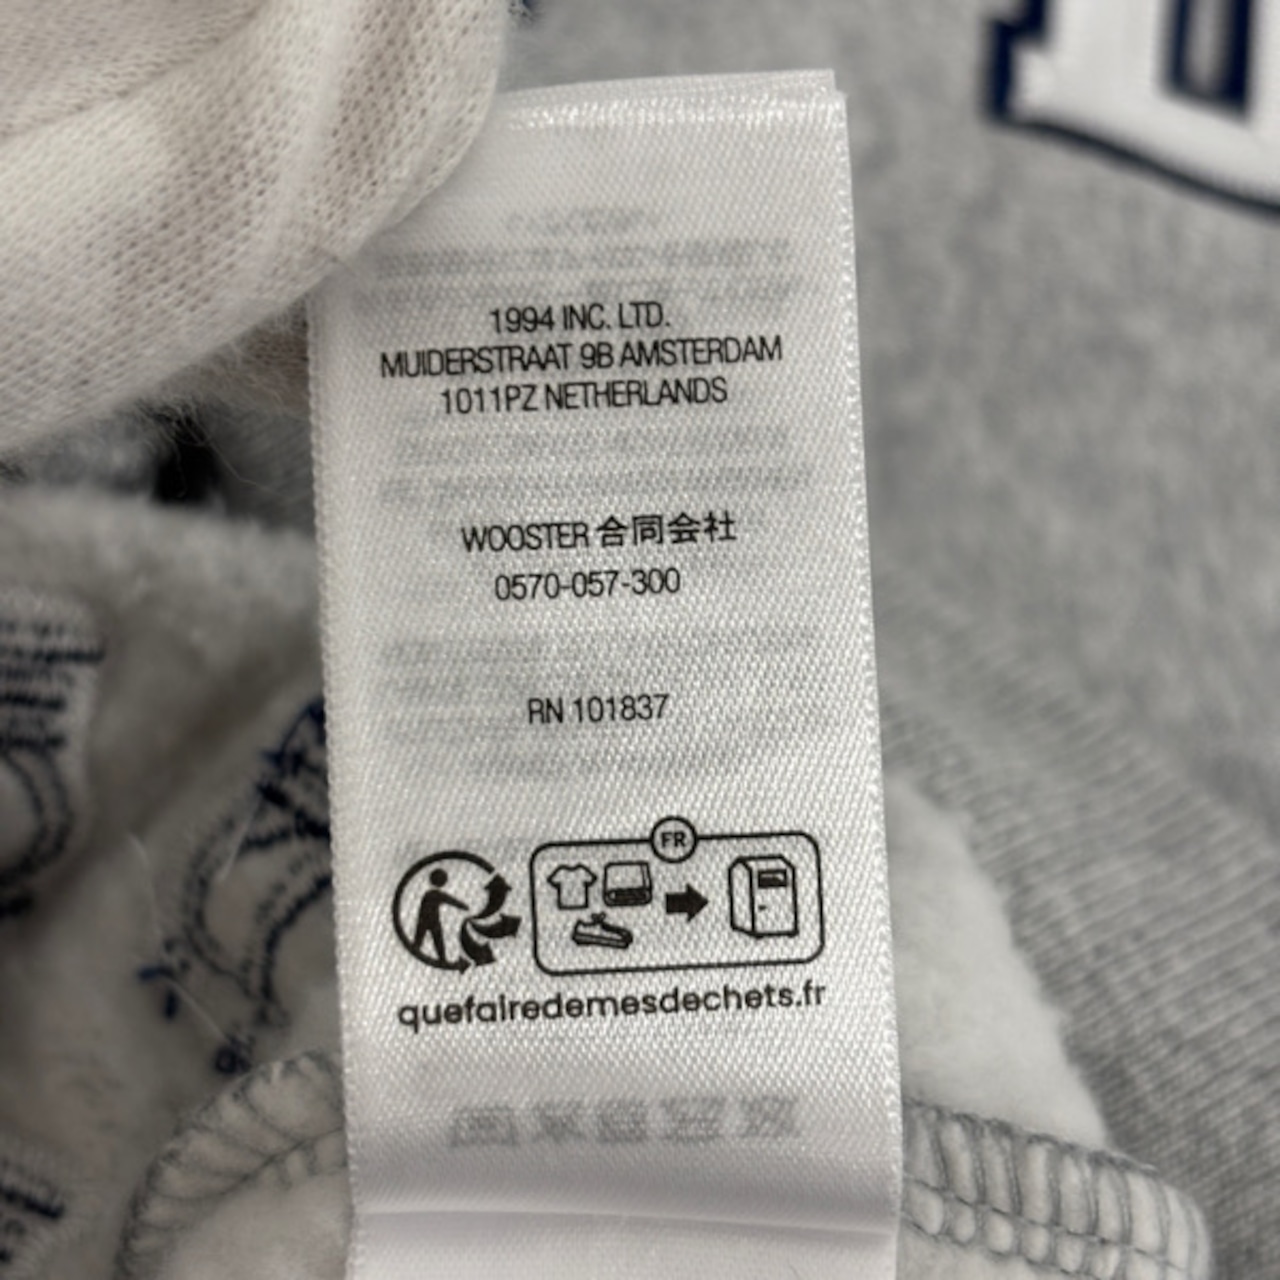 1994 INC. LTD.
MUIDERSTRAAT 9B AMSTERDAM
1011PZ NETHERLANDS
WOOSTER 合同会社
0570-057-300
RN 101837
FR
quefairedemesdechets.fr